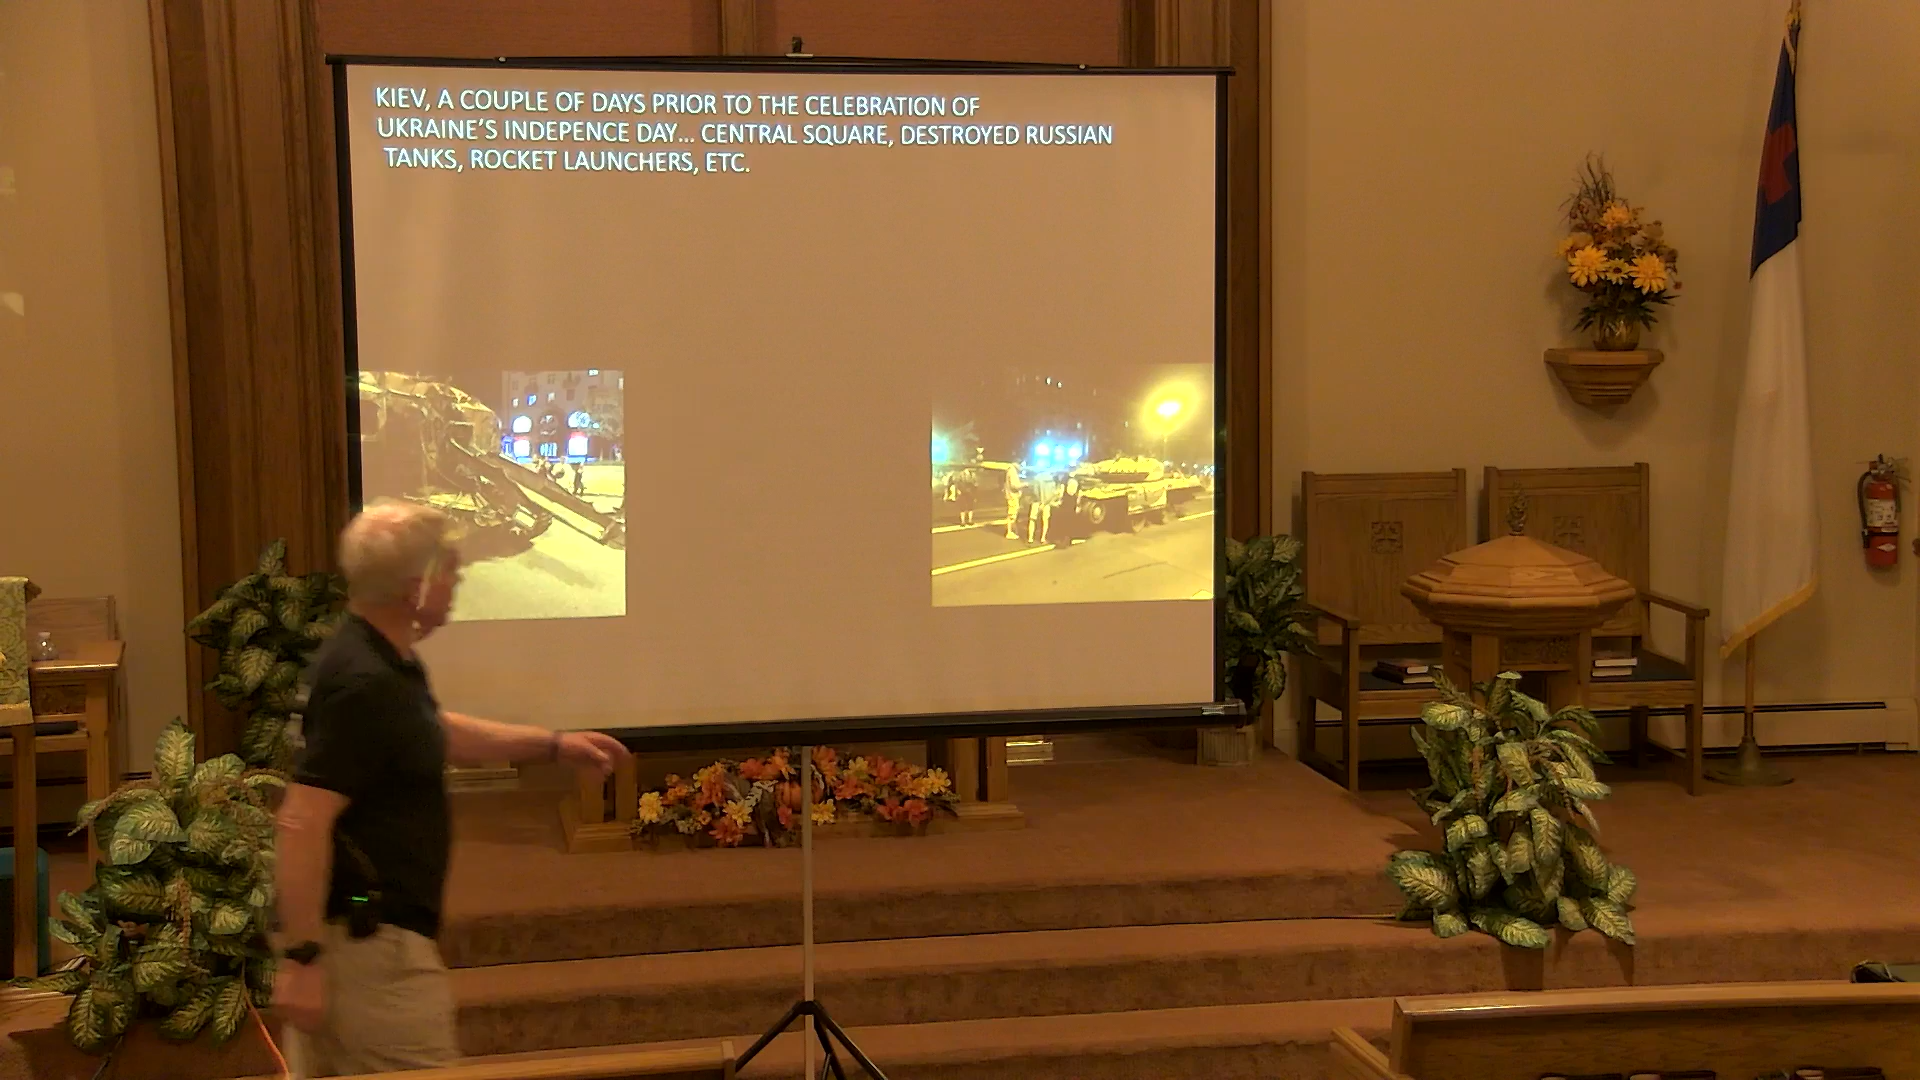 KIEV, A COUPLE OF DAYS PRIOR TO THE CELEBRATION OF
UKRAINE'S INDEPENCE DAY... CENTRAL SQUARE, DESTROYED RUSSIAN
TANKS, ROCKET LAUNCHERS, ETC.